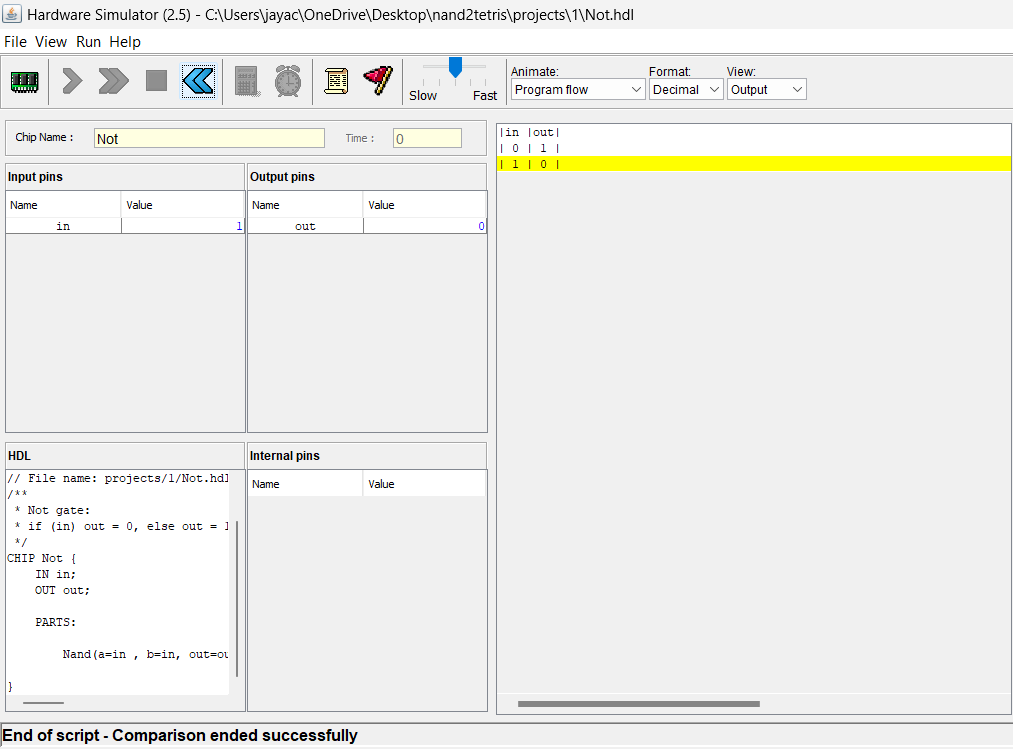 Hardware Simulator (2.5) - C:\Users\jayac\OneDrive\Desktop\nand2tetris\projects\1\Not.hdl
File View Run Help
Slow Fast
Animate: Format: View:
Program flow Decimal Output
Chip Name : Not Time : 0
Input pins
Name Value
in 1
Output pins
Name Value
out 0
HDL
// File name: projects/1/Not.hdl
/**
 * Not gate:
 * if (in) out = 0, else out = 1
 */
CHIP Not {
    IN in;
    OUT out;
    PARTS:
        Nand(a=in , b=in, out=ou
}
Internal pins
Name Value
|in |out|
| 0 | 1 |
| 1 | 0 |
End of script - Comparison ended successfully